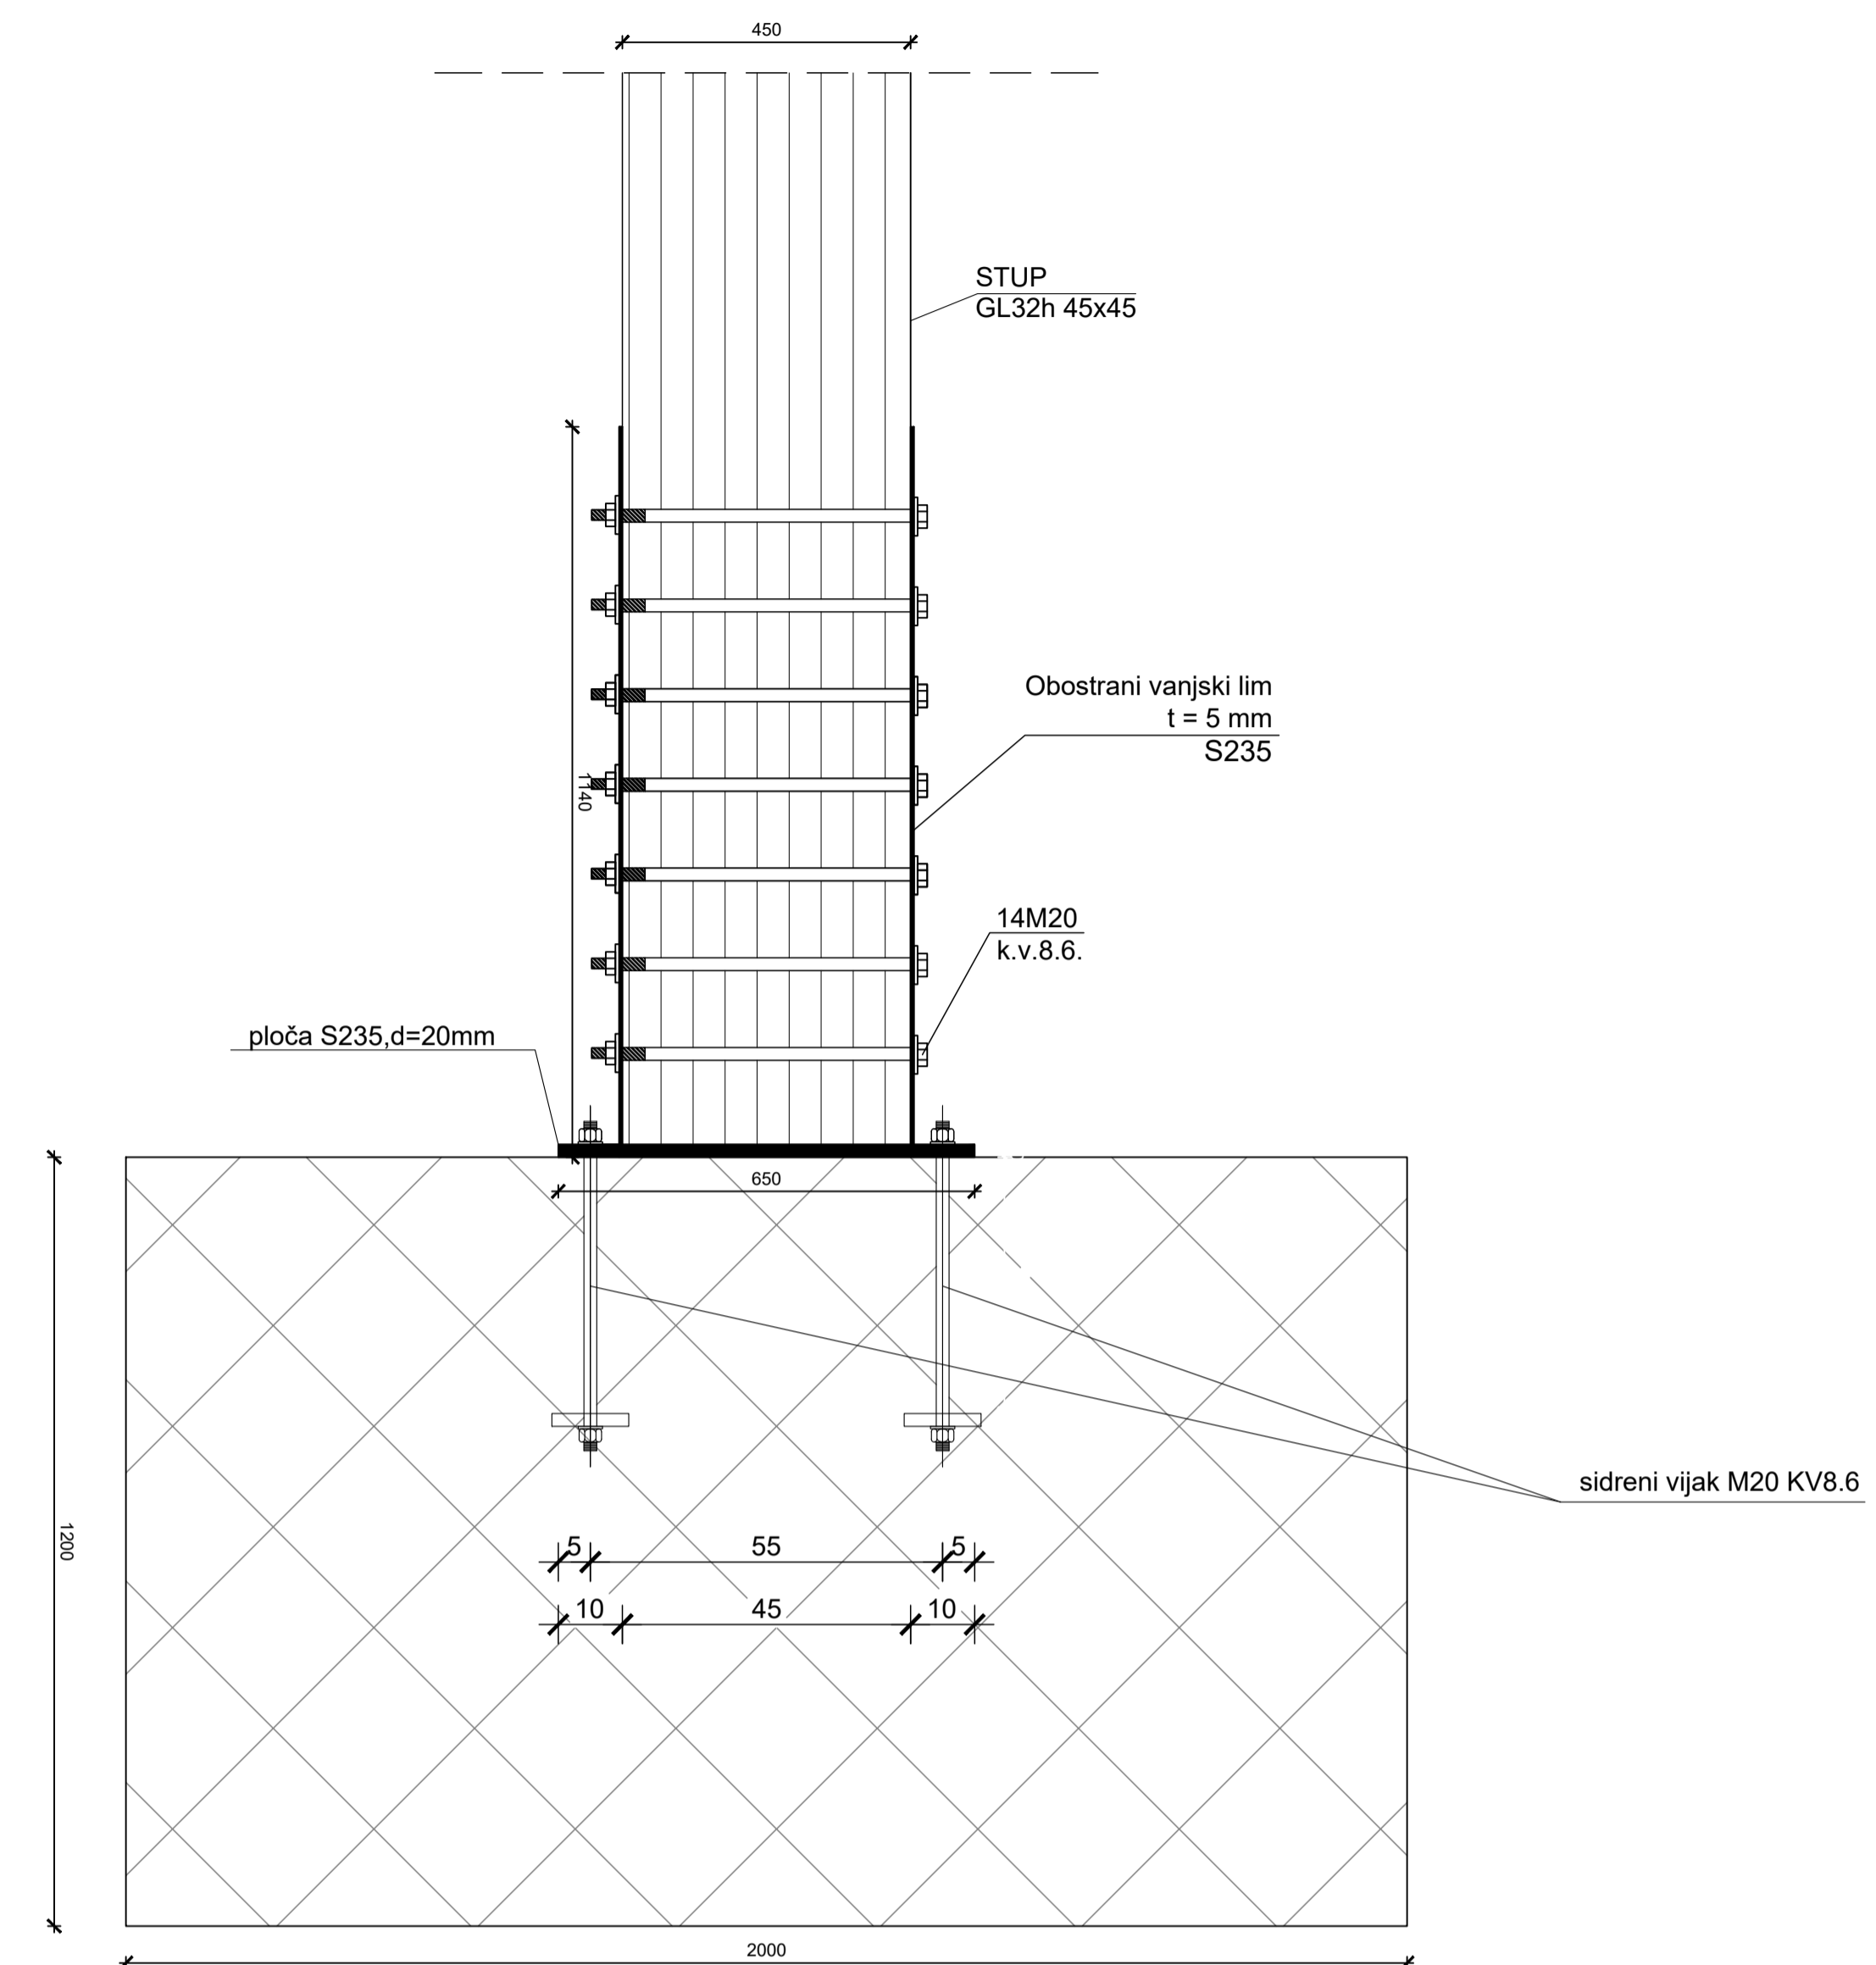 450
STUP
GL32h 45x45
Obostrani vanjski lim
t = 5 mm
S235
1140
14M20
k.v.8.6.
ploča S235,d=20mm
650
sidreni vijak M20 KV8.6
1200
5 55 5
10 45 10
2000